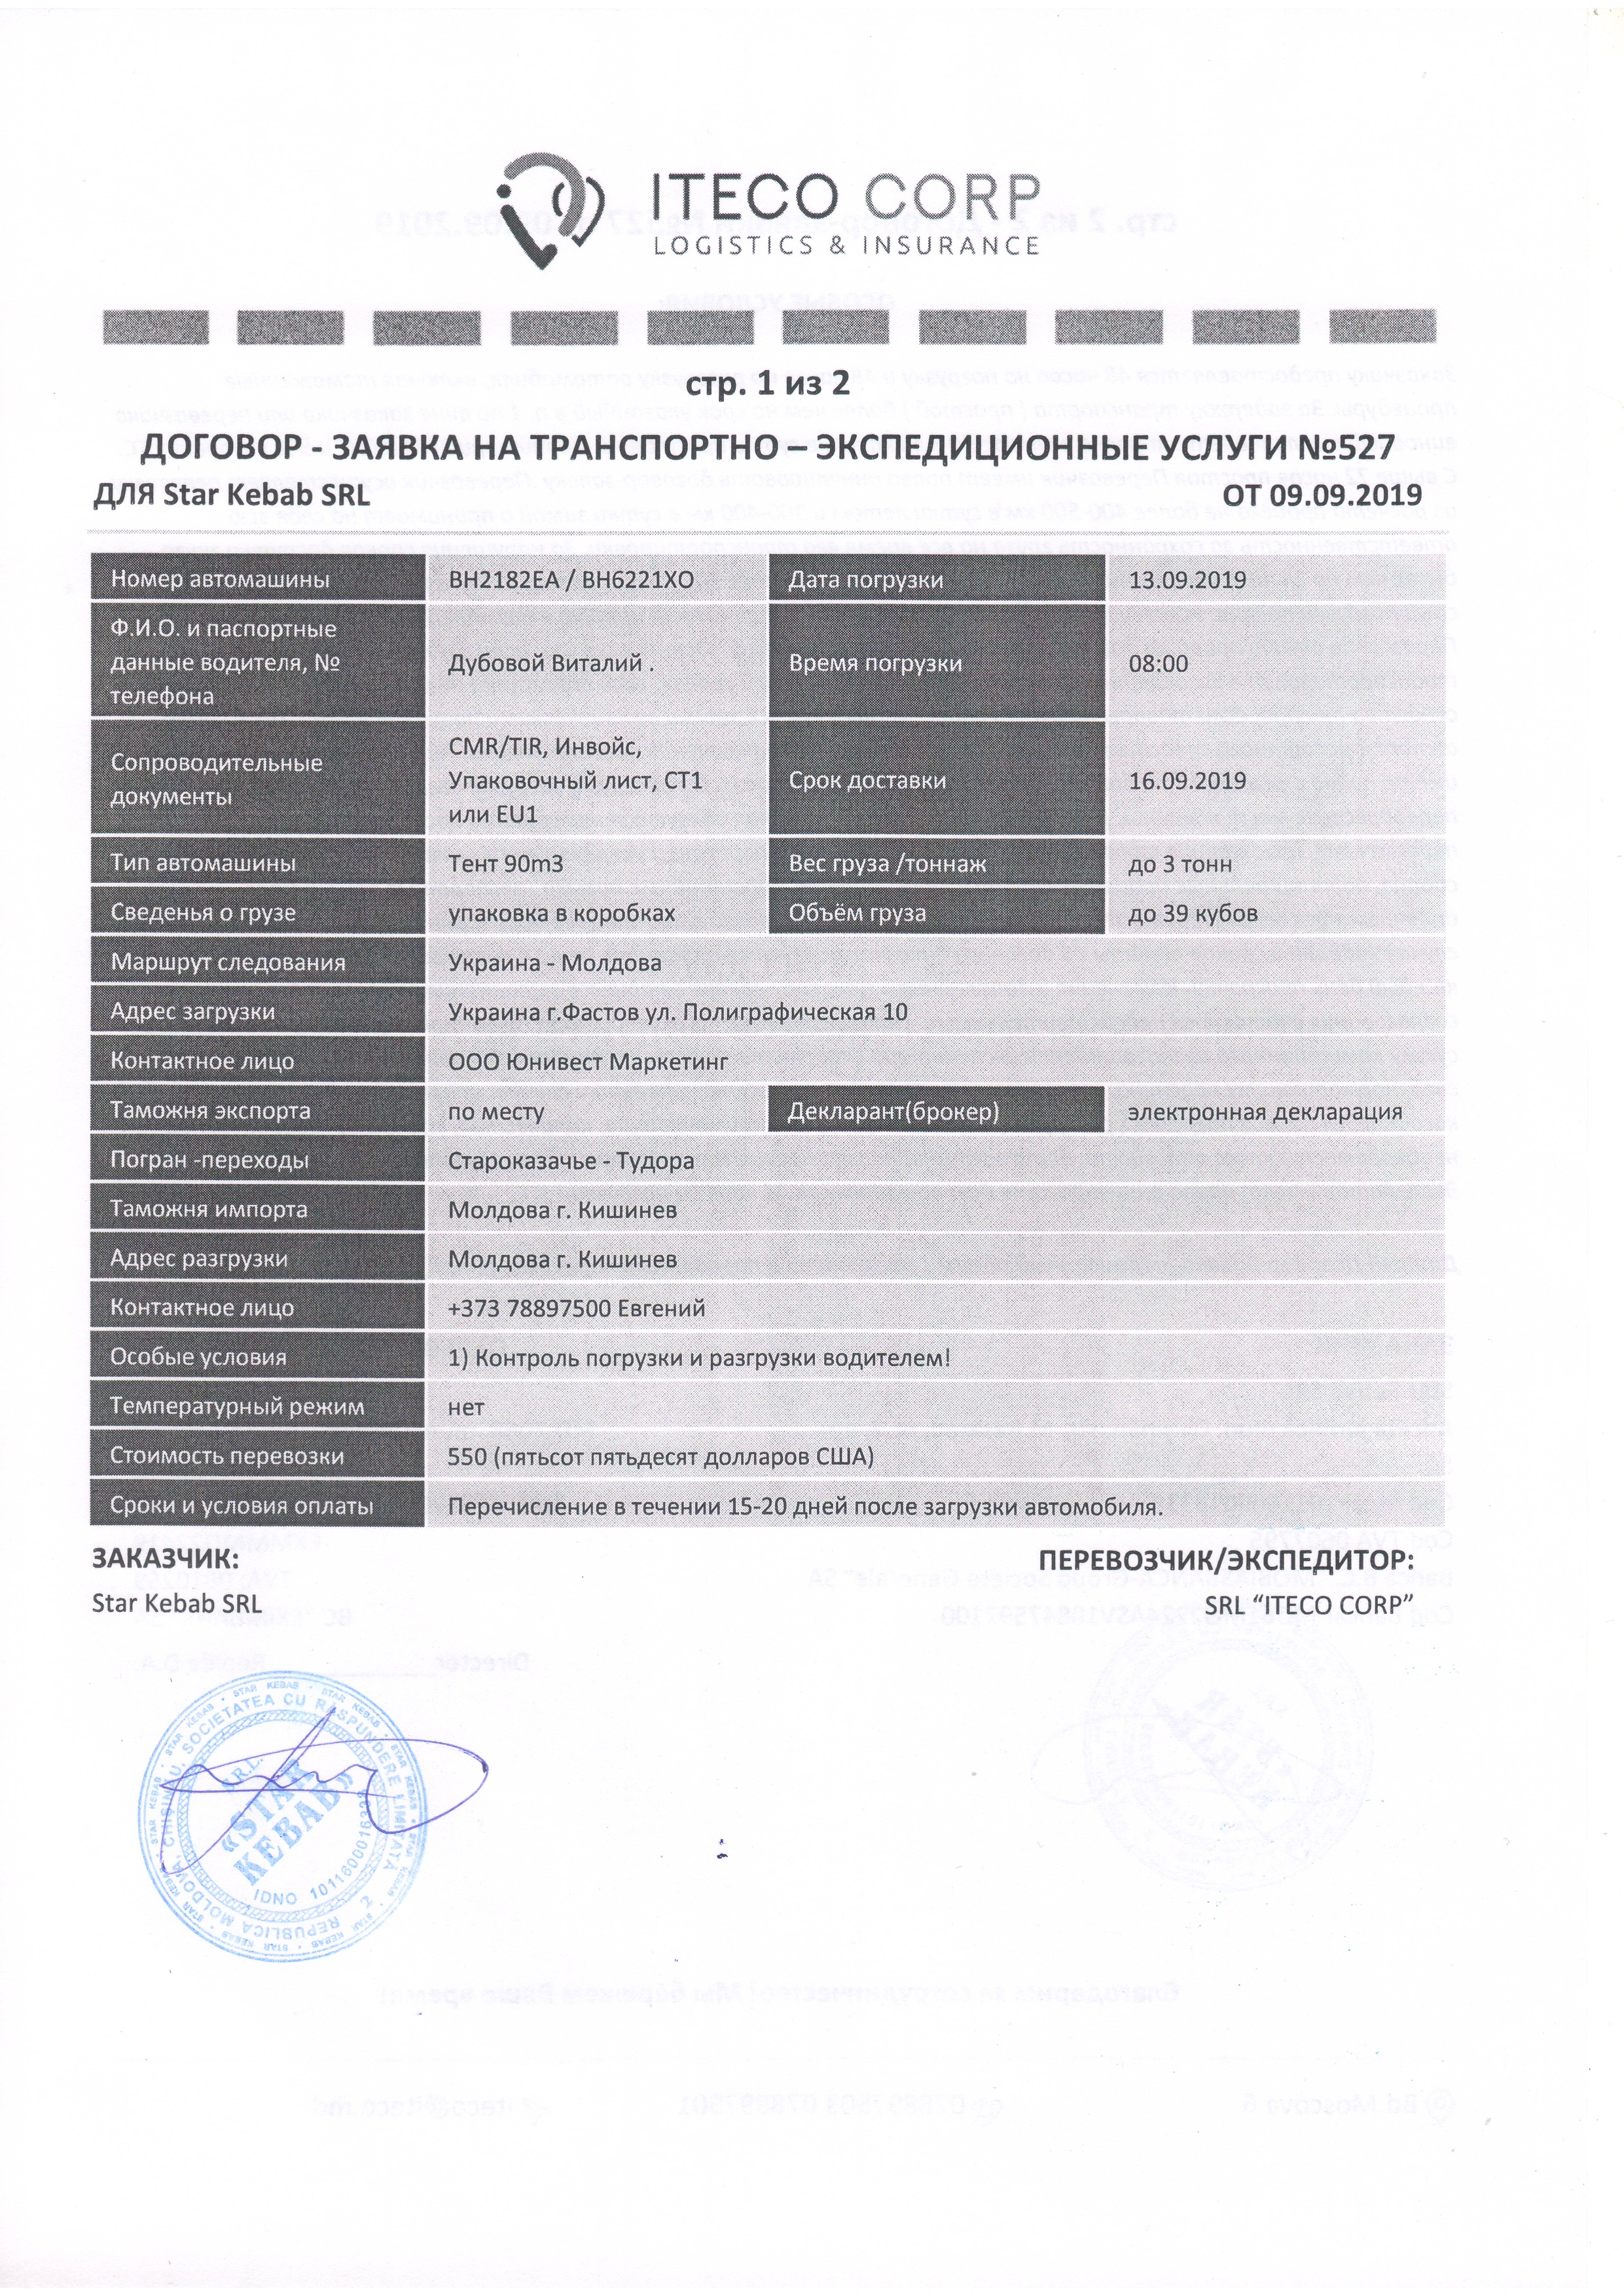 ITECO CORP
LOGISTICS & INSURANCE
стр. 1 из 2
ДОГОВОР - ЗАЯВКА НА ТРАНСПОРТНО – ЭКСПЕДИЦИОННЫЕ УСЛУГИ №527
ДЛЯ Star Kebab SRL ОТ 09.09.2019
Номер автомашины BH2182EA / BH6221XO Дата погрузки 13.09.2019
Ф.И.О. и паспортные
данные водителя, №
телефона
Дубовой Виталий . Время погрузки 08:00
Сопроводительные
документы
CMR/TIR, Инвойс,
Упаковочный лист, СТ1
или EU1
Срок доставки 16.09.2019
Тип автомашины Тент 90m3 Вес груза /тоннаж до 3 тонн
Сведенья о грузе упаковка в коробках Объём груза до 39 кубов
Маршрут следования Украина - Молдова
Адрес загрузки Украина г.Фастов ул. Полиграфическая 10
Контактное лицо ООО Юнивест Маркетинг
Таможня экспорта по месту Декларант(брокер) электронная декларация
Погран -переходы Староказачье - Тудора
Таможня импорта Молдова г. Кишинев
Адрес разгрузки Молдова г. Кишинев
Контактное лицо +373 78897500 Евгений
Особые условия 1) Контроль погрузки и разгрузки водителем!
Температурный режим нет
Стоимость перевозки 550 (пятьсот пятьдесят долларов США)
Сроки и условия оплаты Перечисление в течении 15-20 дней после загрузки автомобиля.
ЗАКАЗЧИК: ПЕРЕВОЗЧИК/ЭКСПЕДИТОР:
Star Kebab SRL SRL “ITECO CORP”
REPUBLICA MOLDOVA, CHIŞINĂU, SOCIETATEA CU RĂSPUNDERE LIMITATĂ
S.R.L.
«STAR
KEBAB»
IDNO